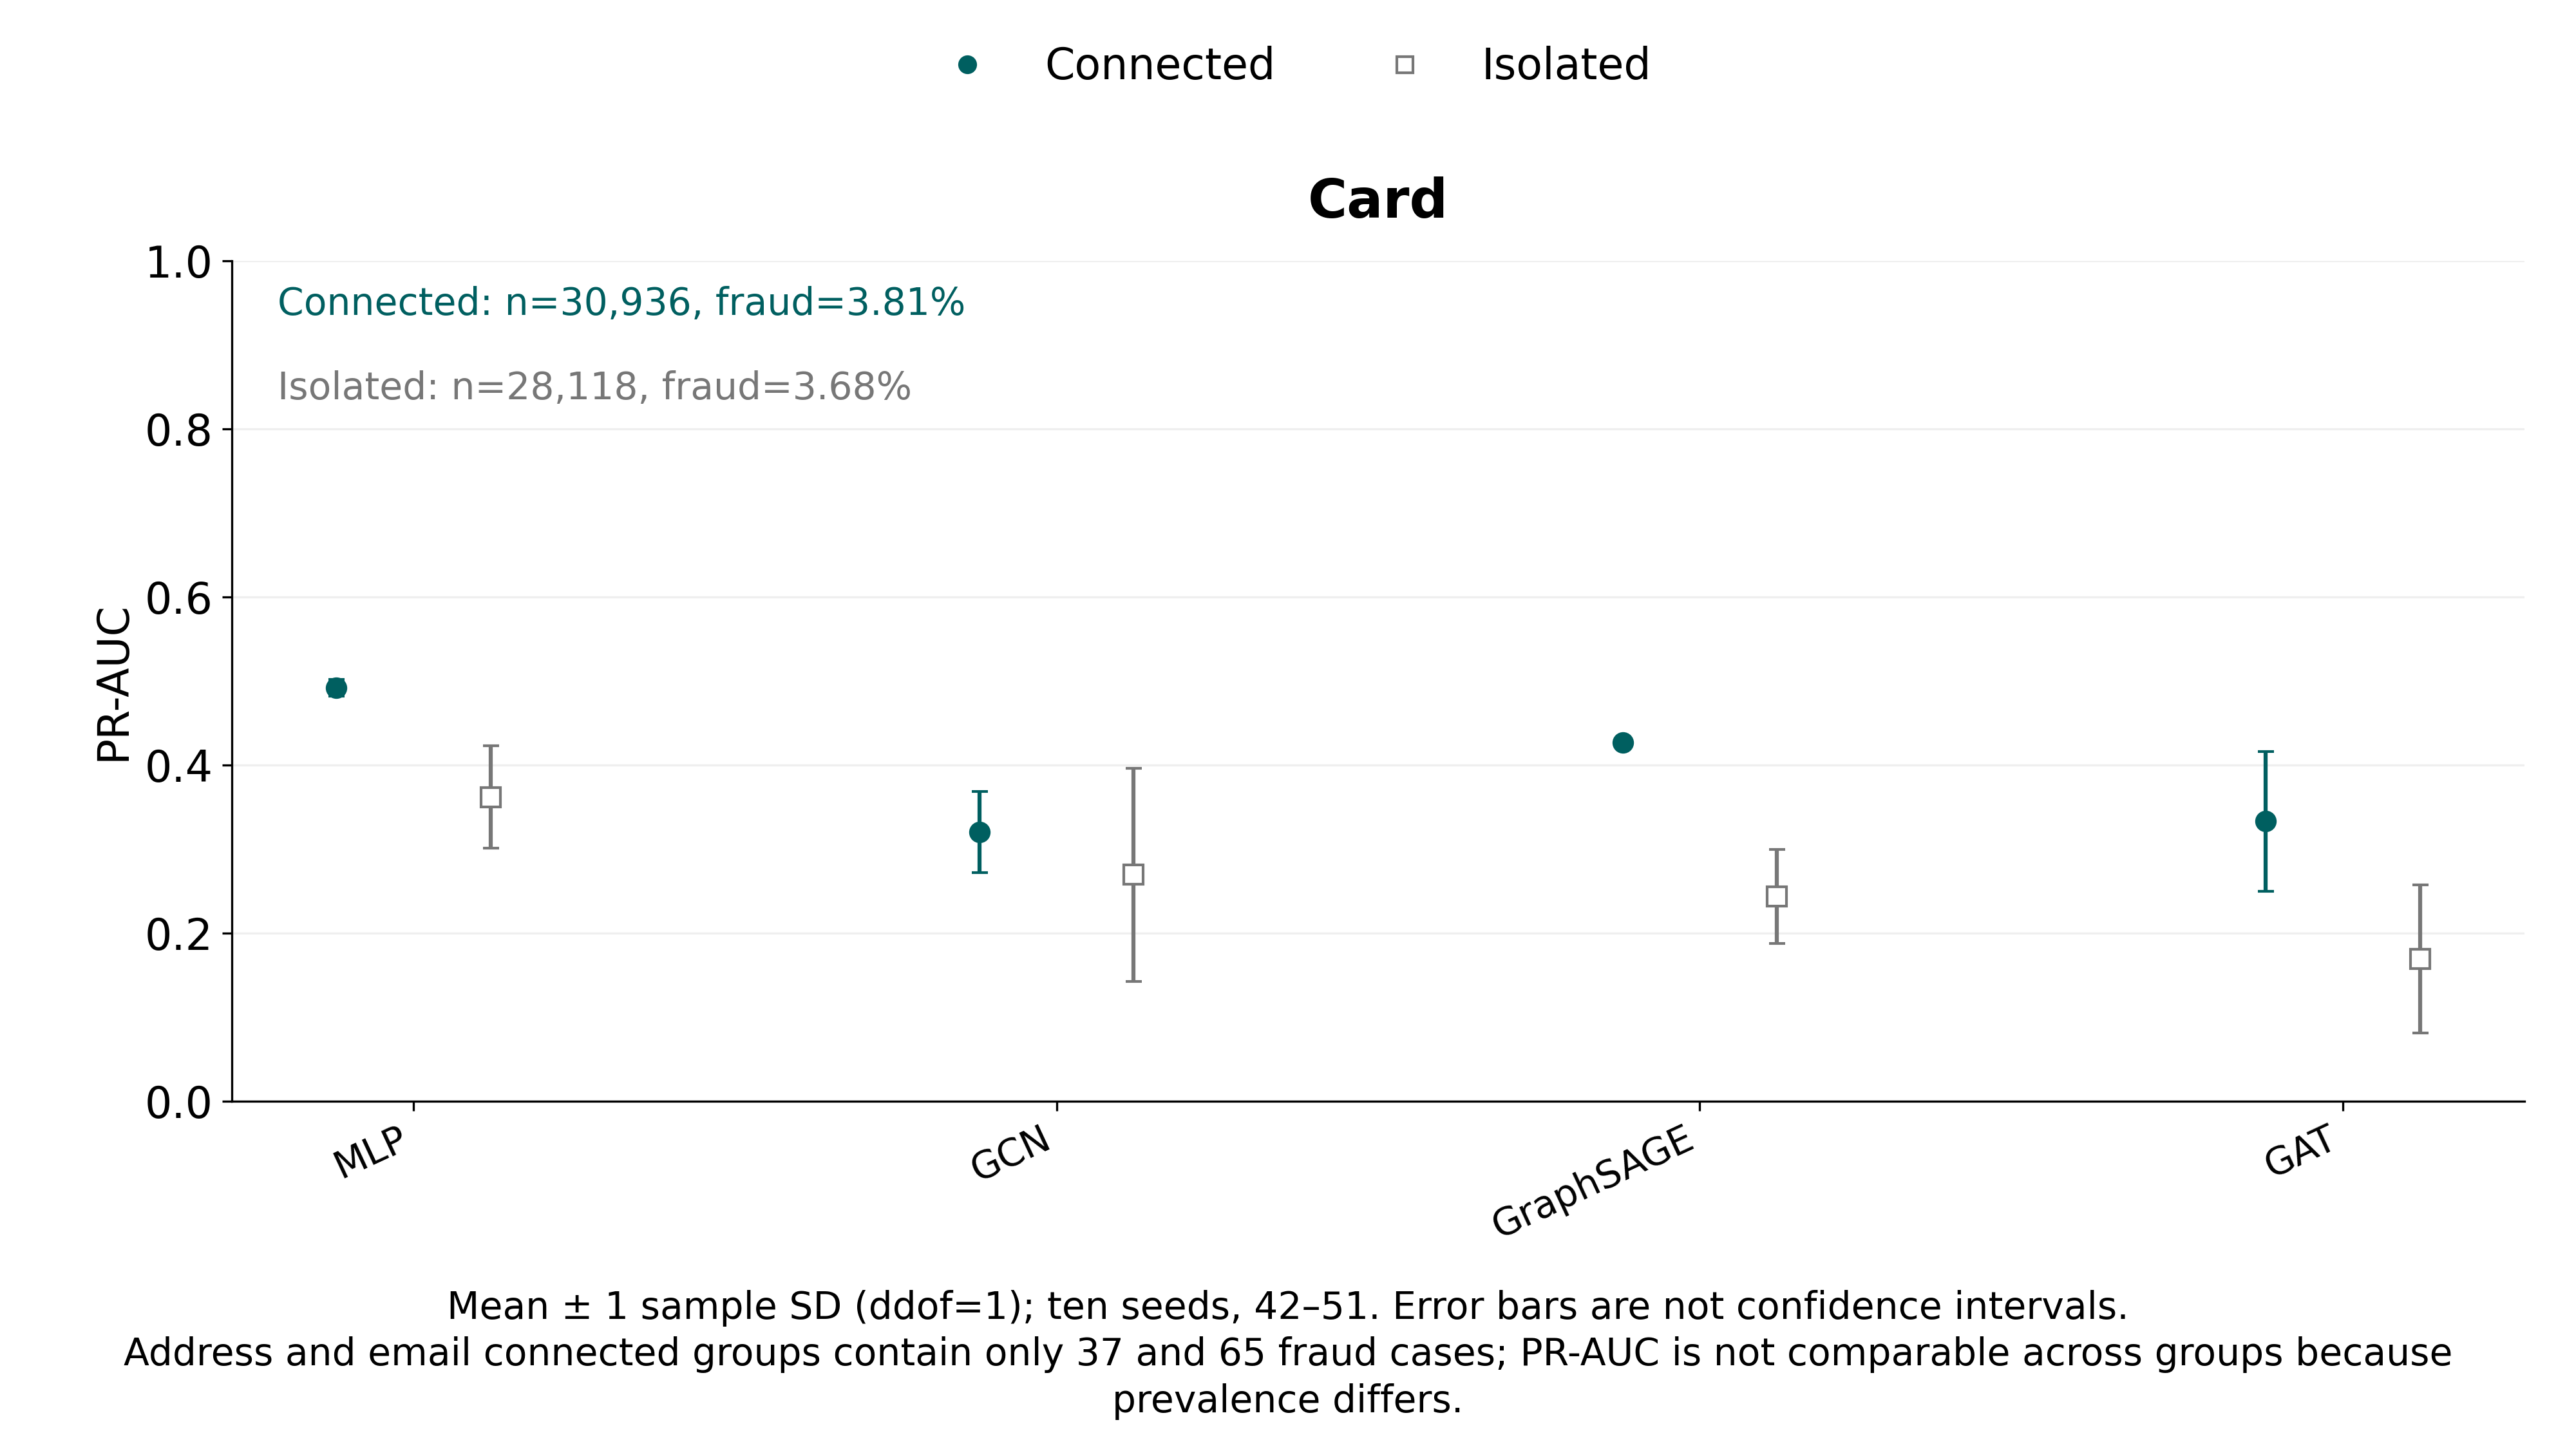 Connected
Isolated
Card
1.0
Connected: n=30,936, fraud=3.81%
Isolated: n=28,118, fraud=3.68%
0.8
0.6
PR-AUC
0.4
0.2
0.0
MLP
GCN
GraphSAGE
GAT
Mean ± 1 sample SD (ddof=1); ten seeds, 42–51. Error bars are not confidence intervals.
Address and email connected groups contain only 37 and 65 fraud cases; PR-AUC is not comparable across groups because
prevalence differs.